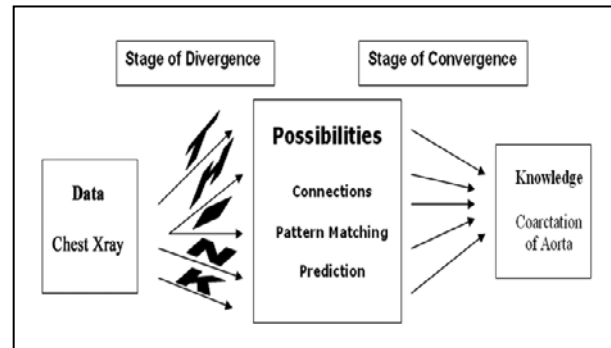 Stage of Divergence
Stage of Convergence
T
H
I
N
K
Data
Chest Xray
Possibilities
Connections
Pattern Matching
Prediction
Knowledge
Coarctation
of Aorta